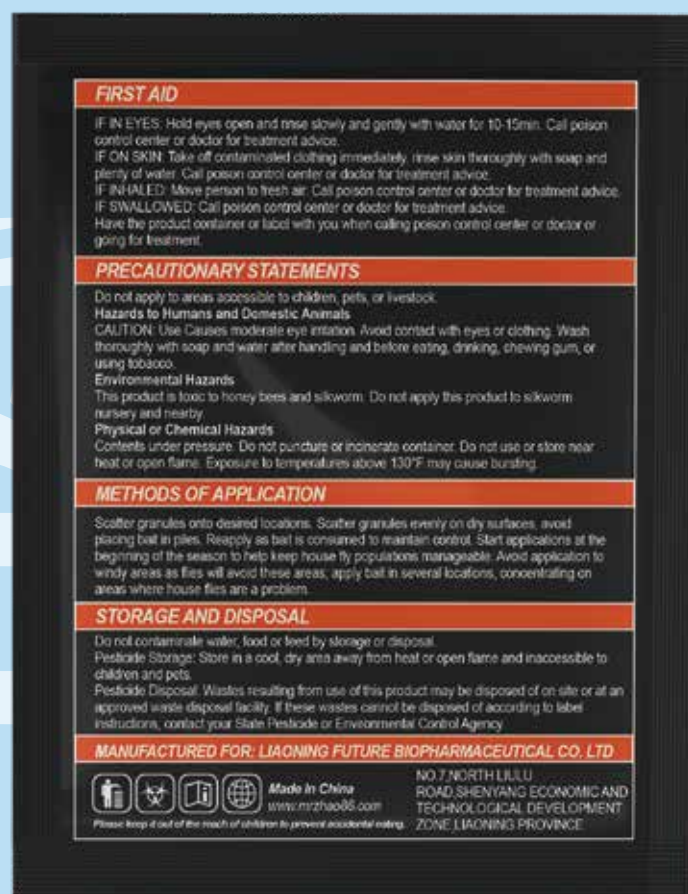 FIRST AID
IF IN EYES: Hold eyes open and rinse slowly and gently with water for 10-15min. Call poison
control center or doctor for treatment advice.
IF ON SKIN: Take off contaminated clothing immediately, rinse skin thoroughly with soap and
plenty of water. Call poison control center or doctor for treatment advice.
IF INHALED: Move person to fresh air. Call poison control center or doctor for treatment advice.
IF SWALLOWED: Call poison control center or doctor for treatment advice.
Have the product container or label with you when calling poison control center or doctor or
going for treatment.
PRECAUTIONARY STATEMENTS
Do not apply to areas accessible to children, pets, or livestock.
Hazards to Humans and Domestic Animals
CAUTION: Use Causes moderate eye irritation. Avoid contact with eyes or clothing. Wash
thoroughly with soap and water after handling and before eating, drinking, chewing gum, or
using tobacco.
Environmental Hazards
This product is toxic to honey bees and silkworm. Do not apply this product to silkworm
nursery and nearby.
Physical or Chemical Hazards
Contents under pressure. Do not puncture or incinerate container. Do not use or store near
heat or open flame. Exposure to temperatures above 130°F may cause bursting.
METHODS OF APPLICATION
Scatter granules onto desired locations. Scatter granules evenly on dry surfaces, avoid
placing bait in piles. Reapply as bait is consumed to maintain control. Start applications at the
beginning of the season to help keep house fly populations manageable. Avoid application to
windy areas as flies will avoid these areas; apply bait in several locations, concentrating on
areas where house flies are a problem.
STORAGE AND DISPOSAL
Do not contaminate water, food or feed by storage or disposal.
Pesticide Storage: Store in a cool, dry area away from heat or open flame and inaccessible to
children and pets.
Pesticide Disposal: Wastes resulting from use of this product may be disposed of on site or at an
approved waste disposal facility. If these wastes cannot be disposed of according to label
instructions, contact your State Pesticide or Environmental Control Agency
MANUFACTURED FOR: LIAONING FUTURE BIOPHARMACEUTICAL CO. LTD
Made In China
www.mrzhao86.com
Please keep it out of the reach of children to prevent accidental eating.
NO.7,NORTH LIULU
ROAD,SHENYANG ECONOMIC AND
TECHNOLOGICAL DEVELOPMENT
ZONE,LIAONING PROVINCE